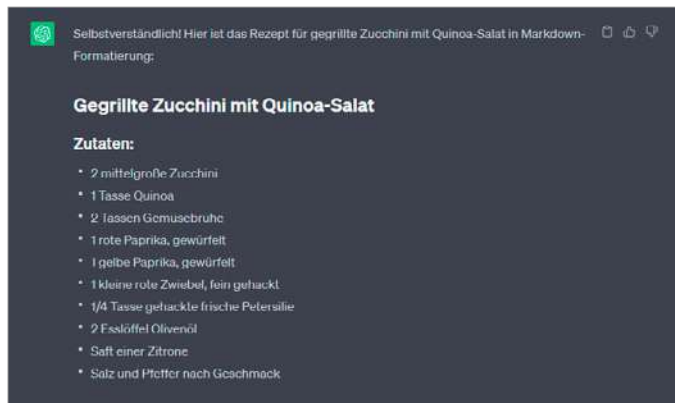 Selbstverständlich! Hier ist das Rezept für gegrillte Zucchini mit Quinoa-Salat in Markdown-
Formatierung:
Gegrillte Zucchini mit Quinoa-Salat
Zutaten:
• 2 mittelgroße Zucchini
• 1 Tasse Quinoa
• 2 Tassen Gemüsebrühe
• 1 rote Paprika, gewürfelt
• 1 gelbe Paprika, gewürfelt
• 1 kleine rote Zwiebel, fein gehackt
• 1/4 Tasse gehackte frische Petersilie
• 2 Esslöffel Olivenöl
• Saft einer Zitrone
• Salz und Pfeffer nach Geschmack